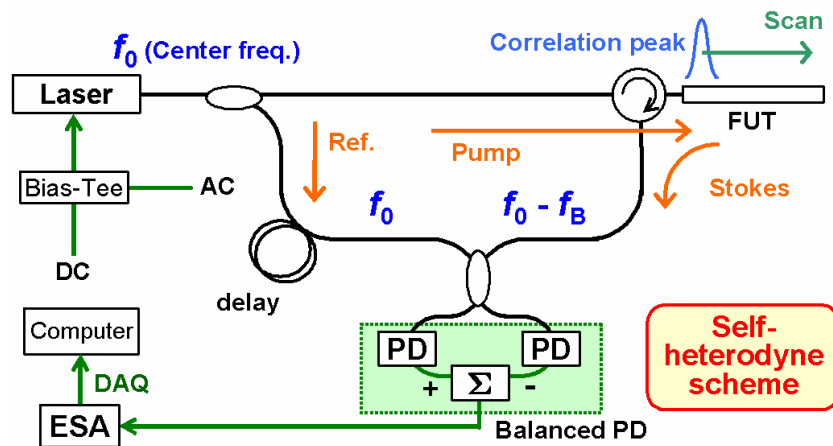 f0 (Center freq.)
Correlation peak
Scan
Laser
FUT
Ref.
Pump
Bias-Tee
AC
Stokes
f0
f0 - fB
DC
delay
Computer
PD
PD
Self-
heterodyne
scheme
DAQ
+
Σ
-
ESA
Balanced PD